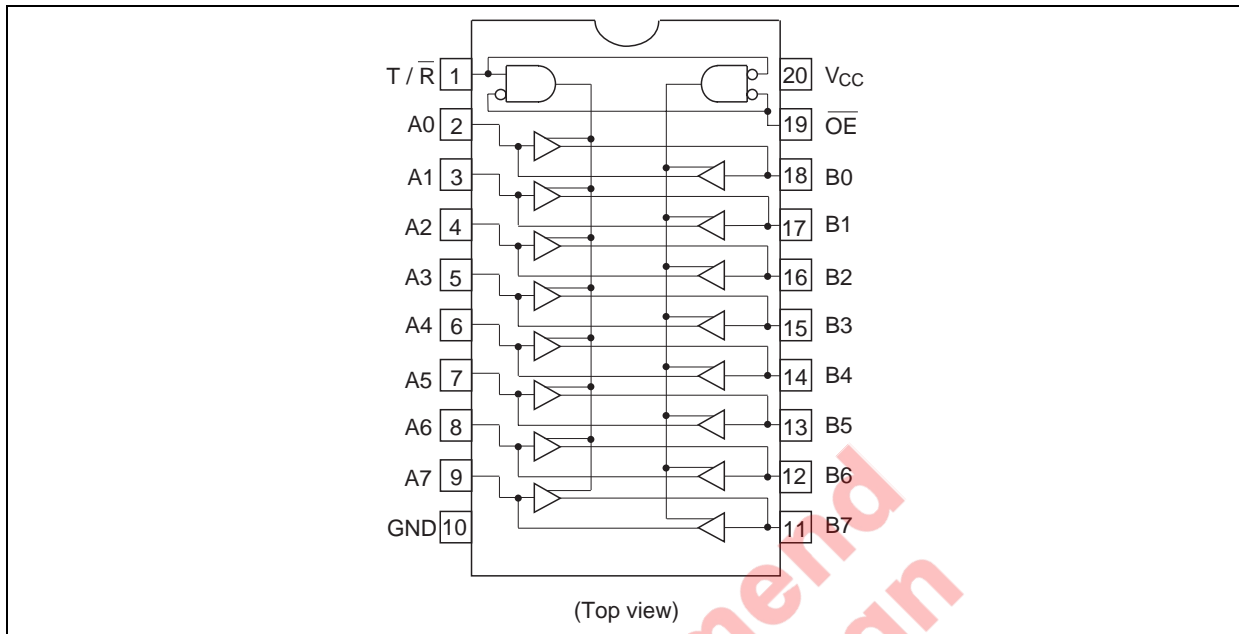 T / R̅ 1
A0 2
A1 3
A2 4
A3 5
A4 6
A5 7
A6 8
A7 9
GND 10
20 VCC
19 O̅E̅
18 B0
17 B1
16 B2
15 B3
14 B4
13 B5
12 B6
11 B7
(Top view)
mend